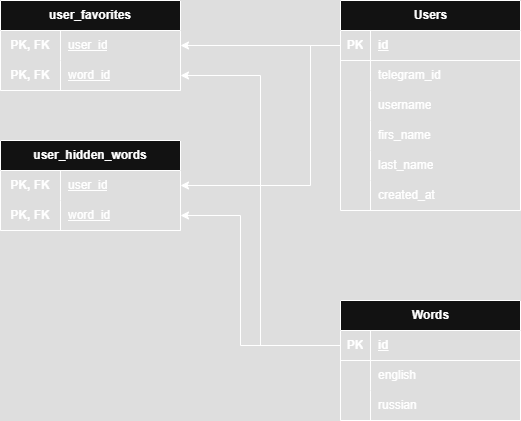 user_favorites
PK, FK user_id
PK, FK word_id
user_hidden_words
PK, FK user_id
PK, FK word_id
Users
PK id
telegram_id
username
firs_name
last_name
created_at
Words
PK id
english
russian